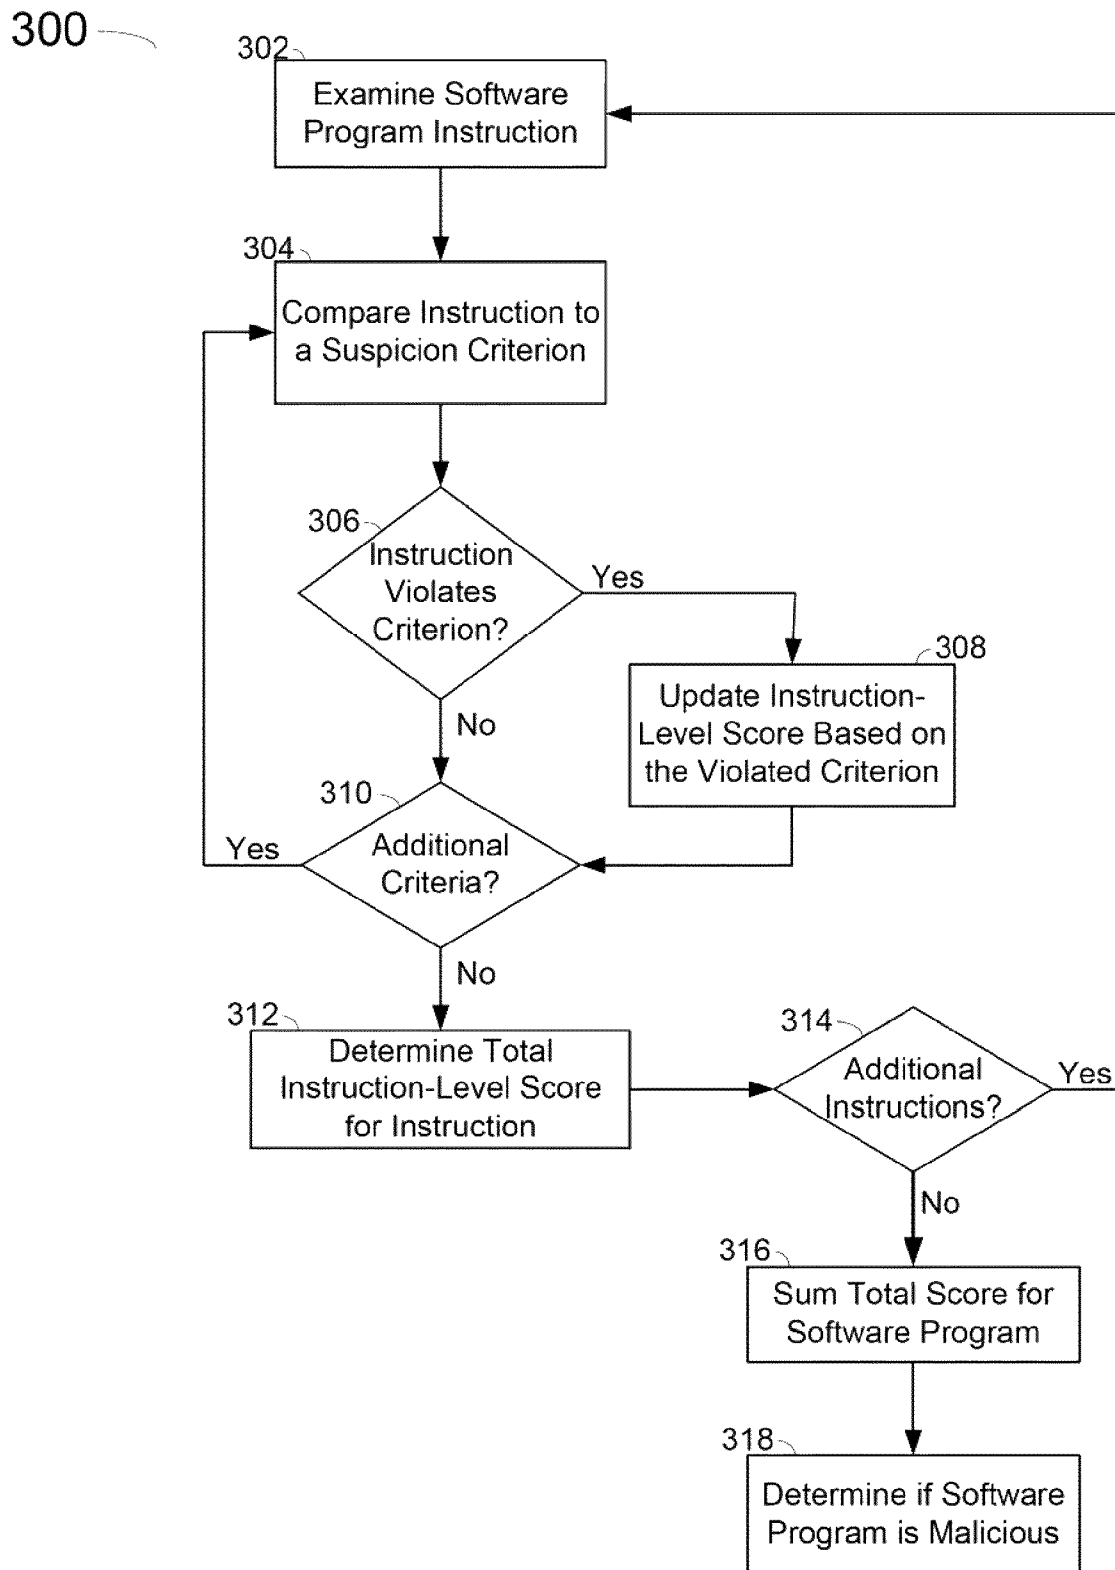 300
302
Examine Software
Program Instruction
304
Compare Instruction to
a Suspicion Criterion
306
Instruction
Violates
Criterion?
Yes
308
Update Instruction-
Level Score Based on
the Violated Criterion
No
310
Additional
Criteria?
Yes
No
312
Determine Total
Instruction-Level Score
for Instruction
314
Additional
Instructions?
Yes
No
316
Sum Total Score for
Software Program
318
Determine if Software
Program is Malicious